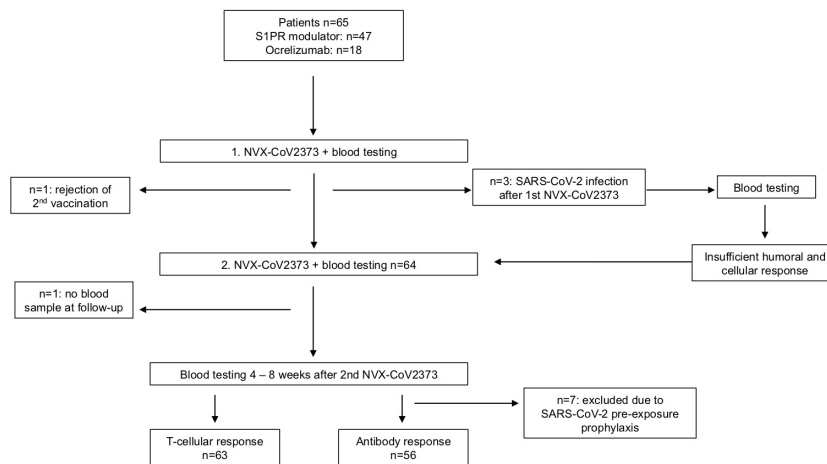 Patients n=65
S1PR modulator: n=47
Ocrelizumab: n=18
1. NVX-CoV2373 + blood testing
n=1: rejection of
2nd vaccination
n=3: SARS-CoV-2 infection
after 1st NVX-CoV2373
Blood testing
Insufficient humoral and
cellular response
2. NVX-CoV2373 + blood testing n=64
n=1: no blood
sample at follow-up
Blood testing 4 – 8 weeks after 2nd NVX-CoV2373
n=7: excluded due to
SARS-CoV-2 pre-exposure
prophylaxis
T-cellular response
n=63
Antibody response
n=56